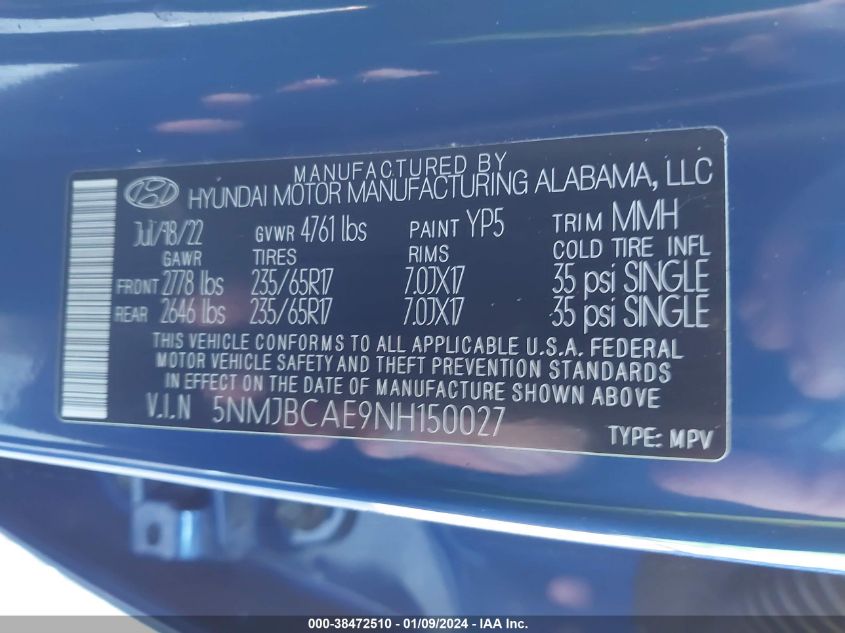 MANUFACTURED BY
HYUNDAI MOTOR MANUFACTURING ALABAMA, LLC
Jul/18/22 GVWR 4761 lbs PAINT YP5 TRIM MMH
GAWR TIRES RIMS COLD TIRE INFL
FRONT 2778 lbs 235/65R17 7.0JX17 35 psi SINGLE
REAR 2646 lbs 235/65R17 7.0JX17 35 psi SINGLE
THIS VEHICLE CONFORMS TO ALL APPLICABLE U.S.A. FEDERAL
MOTOR VEHICLE SAFETY AND THEFT PREVENTION STANDARDS
IN EFFECT ON THE DATE OF MANUFACTURE SHOWN ABOVE
V.I.N 5NMJBCAE9NH150027
TYPE: MPV
000-38472510 - 01/09/2024 - IAA Inc.